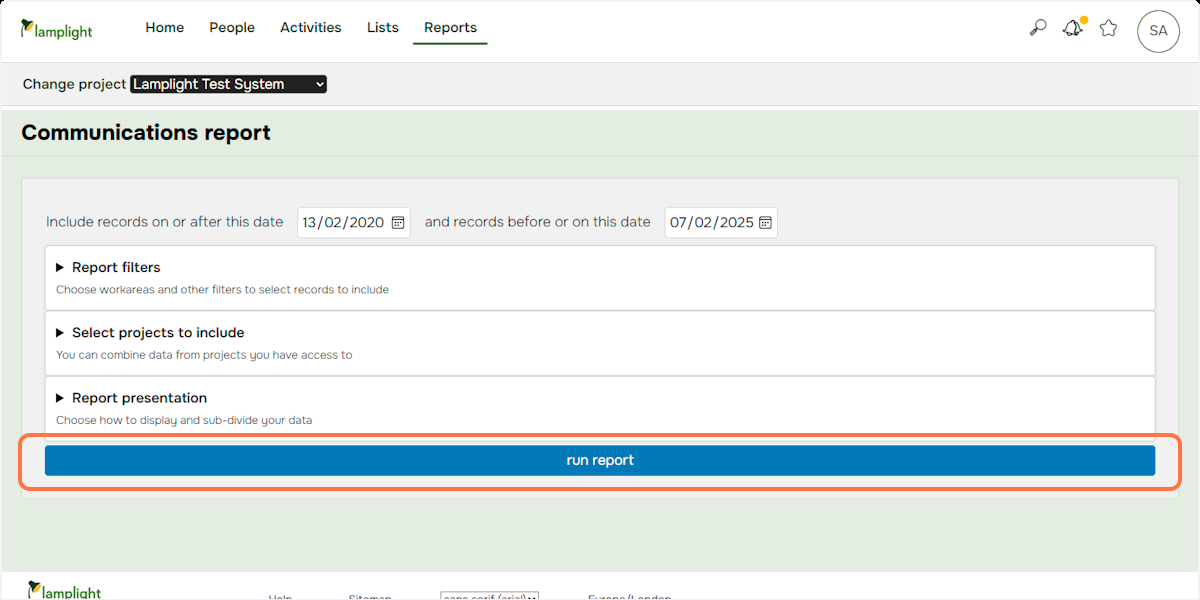 lamplight
Home People Activities Lists Reports
SA
Change project Lamplight Test System
Communications report
Include records on or after this date 13/02/2020 and records before or on this date 07/02/2025
Report filters
Choose workareas and other filters to select records to include
Select projects to include
You can combine data from projects you have access to
Report presentation
Choose how to display and sub-divide your data
run report
lamplight
Help Sitemap sans serif (arial) Europe/London